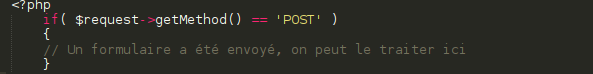 <?php
if( $request->getMethod() == 'POST' )
{
// Un formulaire a été envoyé, on peut le traiter ici
}